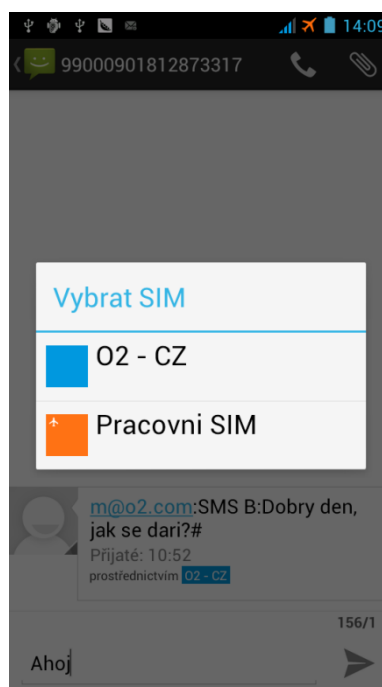 14:09
99000901812873317
Vybrat SIM
O2 - CZ
Pracovni SIM
m@o2.com:SMS B:Dobry den,
jak se dari?#
Přijaté: 10:52
prostřednictvím O2 - CZ
156/1
Ahoj